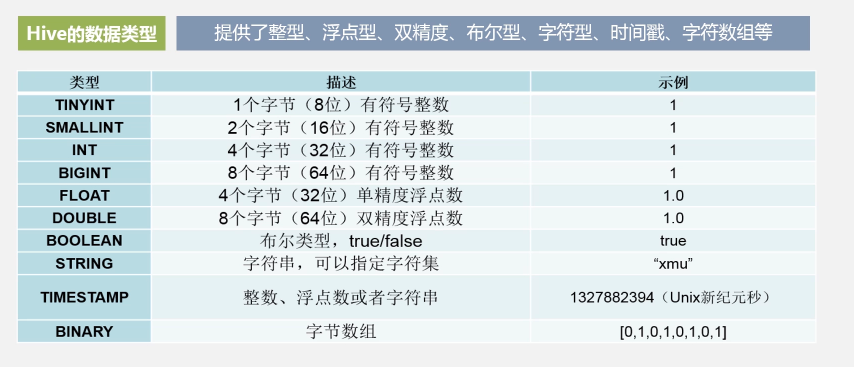 Hive的数据类型 提供了整型、浮点型、双精度、布尔型、字符型、时间戳、字符数组等
类型 描述 示例
TINYINT 1个字节（8位）有符号整数 1
SMALLINT 2个字节（16位）有符号整数 1
INT 4个字节（32位）有符号整数 1
BIGINT 8个字节（64位）有符号整数 1
FLOAT 4个字节（32位）单精度浮点数 1.0
DOUBLE 8个字节（64位）双精度浮点数 1.0
BOOLEAN 布尔类型，true/false true
STRING 字符串，可以指定字符集 “xmu”
TIMESTAMP 整数、浮点数或者字符串 1327882394（Unix新纪元秒）
BINARY 字节数组 [0,1,0,1,0,1,0,1]